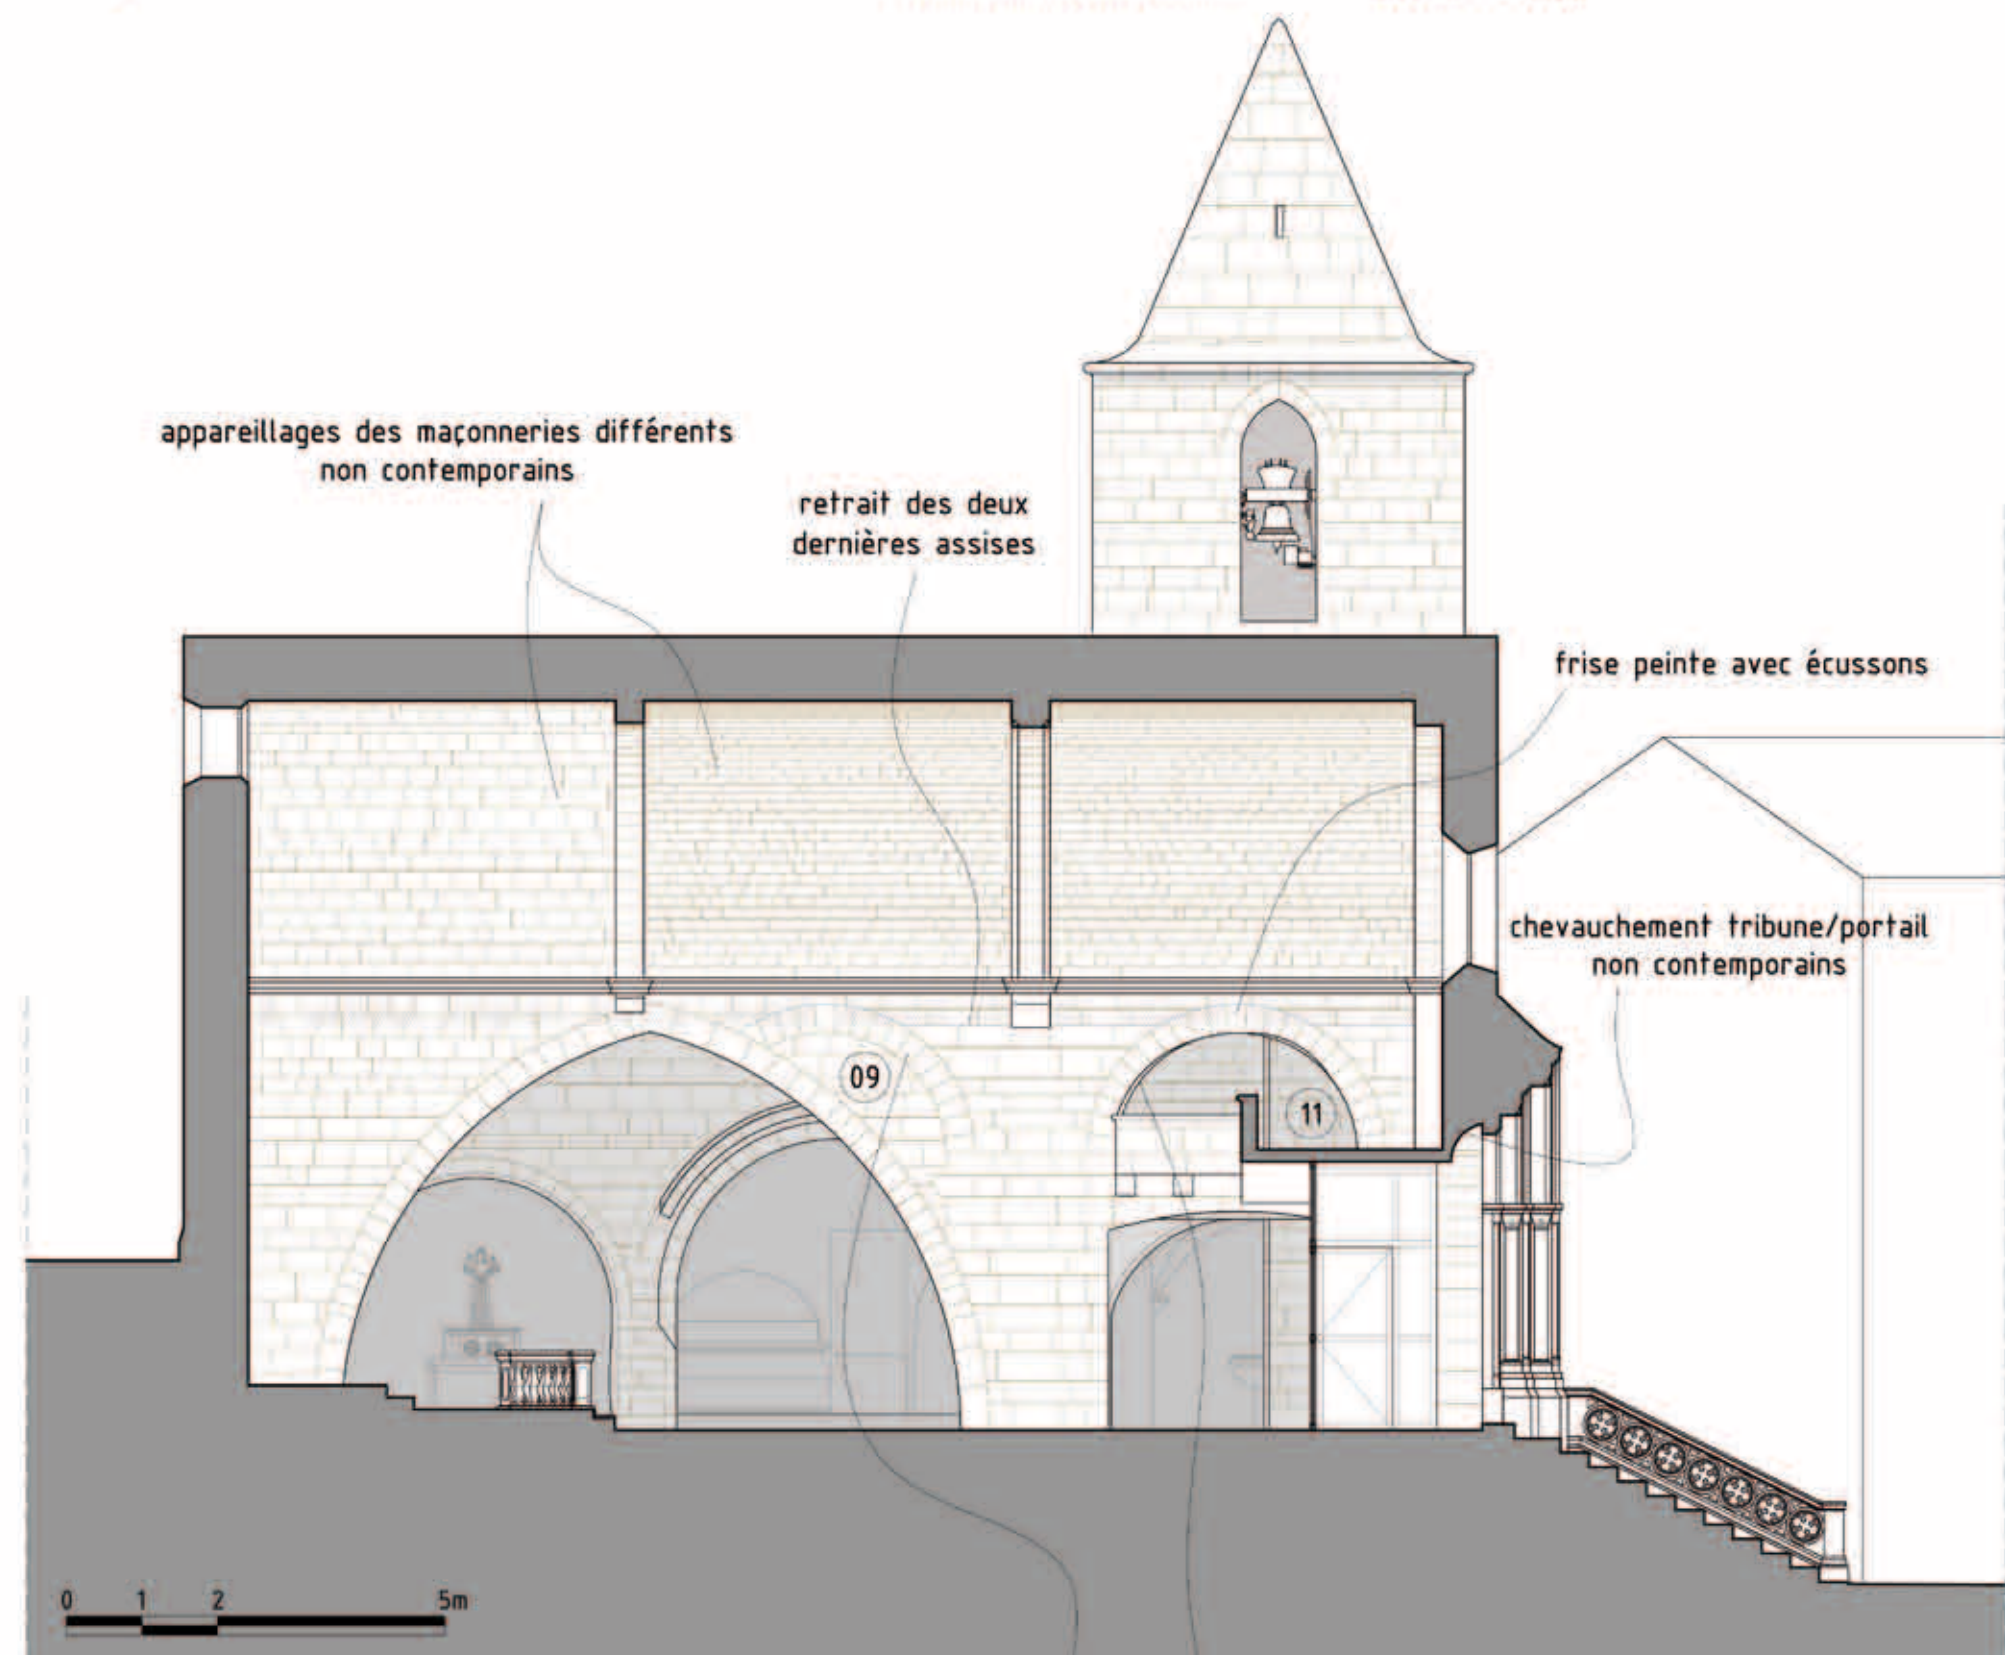 appareillages des maçonneries différents
non contemporains
retrait des deux
dernières assises
frise peinte avec écussons
chevauchement tribune/portail
non contemporains
09
11
0 1 2 5m